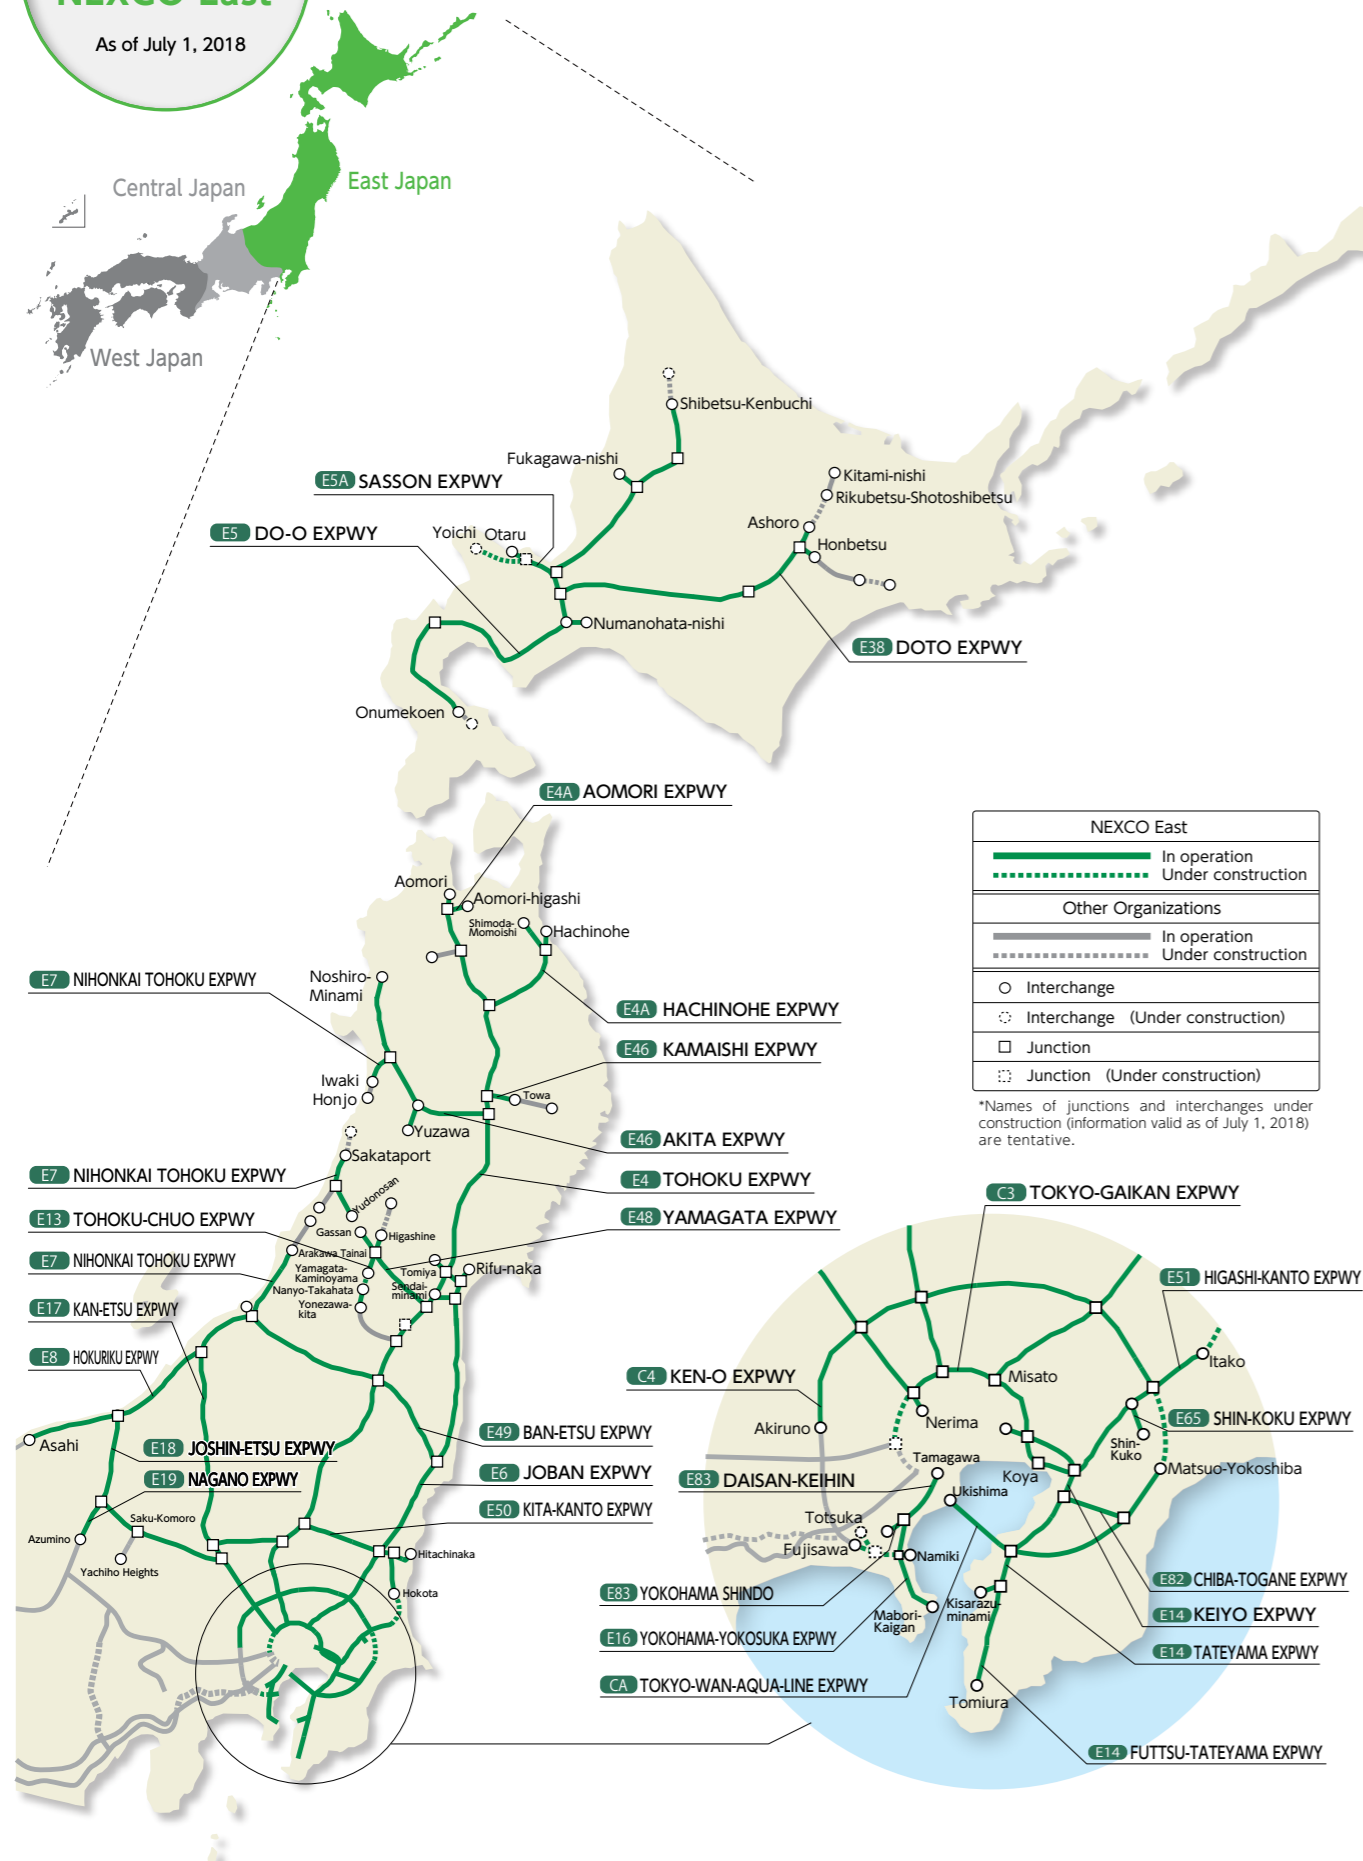 NEXCO East
As of July 1, 2018
Central Japan
East Japan
West Japan
Shibetsu-Kenbuchi
Fukagawa-nishi
E5A SASSON EXPWY
Kitami-nishi
Rikubetsu-Shotoshibetsu
E5 DO-O EXPWY
Yoichi
Otaru
Ashoro
Honbetsu
Numanohata-nishi
E38 DOTO EXPWY
Onumekoen
E4A AOMORI EXPWY
NEXCO East
In operation
Under construction
Other Organizations
In operation
Under construction
Interchange
Interchange (Under construction)
Junction
Junction (Under construction)
*Names of junctions and interchanges under
construction (information valid as of July 1, 2018)
are tentative.
Aomori
Aomori-higashi
Shimoda-
Momoishi
Hachinohe
E7 NIHONKAI TOHOKU EXPWY
Noshiro-
Minami
E4A HACHINOHE EXPWY
E46 KAMAISHI EXPWY
Iwaki
Honjo
Towa
Yuzawa
E46 AKITA EXPWY
Sakataport
E7 NIHONKAI TOHOKU EXPWY
E4 TOHOKU EXPWY
Yudonosan
E13 TOHOKU-CHUO EXPWY
E48 YAMAGATA EXPWY
Gassan
Higashine
E7 NIHONKAI TOHOKU EXPWY
Arakawa Tainai
Yamagata-
Kaminoyama
Tomiya
Rifu-naka
Nanyo-Takahata
Sendai-
minami
Yonezawa-
kita
E17 KAN-ETSU EXPWY
E8 HOKURIKU EXPWY
Asahi
E18 JOSHIN-ETSU EXPWY
E49 BAN-ETSU EXPWY
E19 NAGANO EXPWY
E6 JOBAN EXPWY
E50 KITA-KANTO EXPWY
Saku-Komoro
Azumino
Yachiho Heights
Hitachinaka
Hokota
C3 TOKYO-GAIKAN EXPWY
E51 HIGASHI-KANTO EXPWY
Itako
C4 KEN-O EXPWY
Misato
Akiruno
Nerima
E65 SHIN-KOKU EXPWY
Shin-
Kuko
Tamagawa
Koya
Matsuo-Yokoshiba
E83 DAISAN-KEIHIN
Ukishima
Totsuka
Fujisawa
Namiki
E83 YOKOHAMA SHINDO
Kisarazu-
minami
E82 CHIBA-TOGANE EXPWY
Mabori-
Kaigan
E14 KEIYO EXPWY
E16 YOKOHAMA-YOKOSUKA EXPWY
E14 TATEYAMA EXPWY
CA TOKYO-WAN-AQUA-LINE EXPWY
Tomiura
E14 FUTTSU-TATEYAMA EXPWY